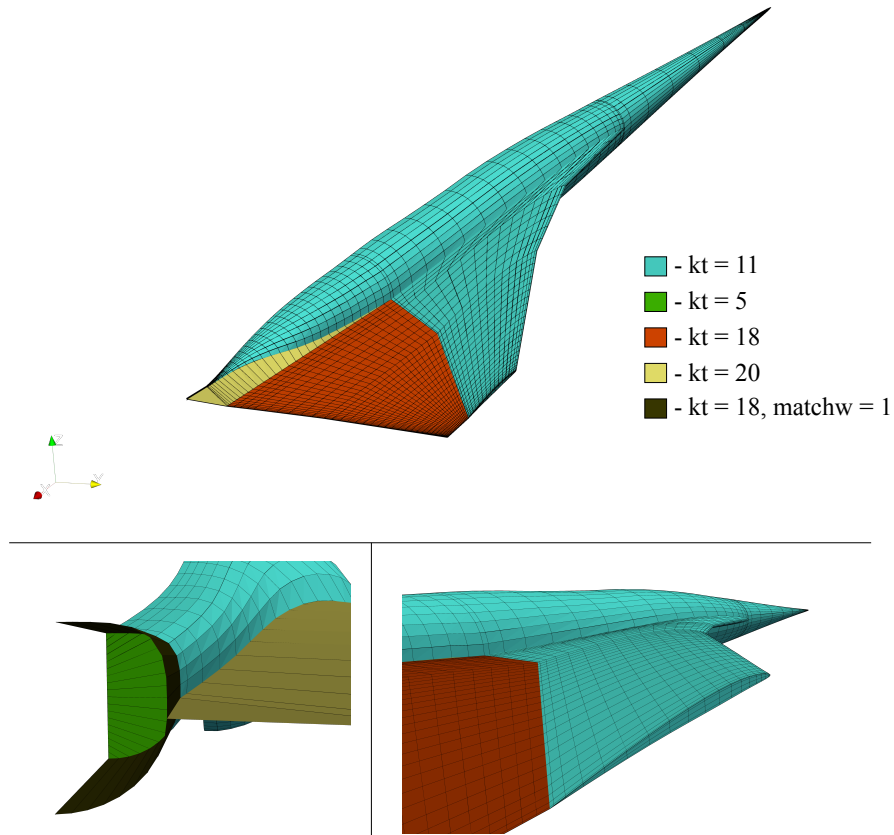 - kt = 11
- kt = 5
- kt = 18
- kt = 20
- kt = 18, matchw = 1
Z
X
Y